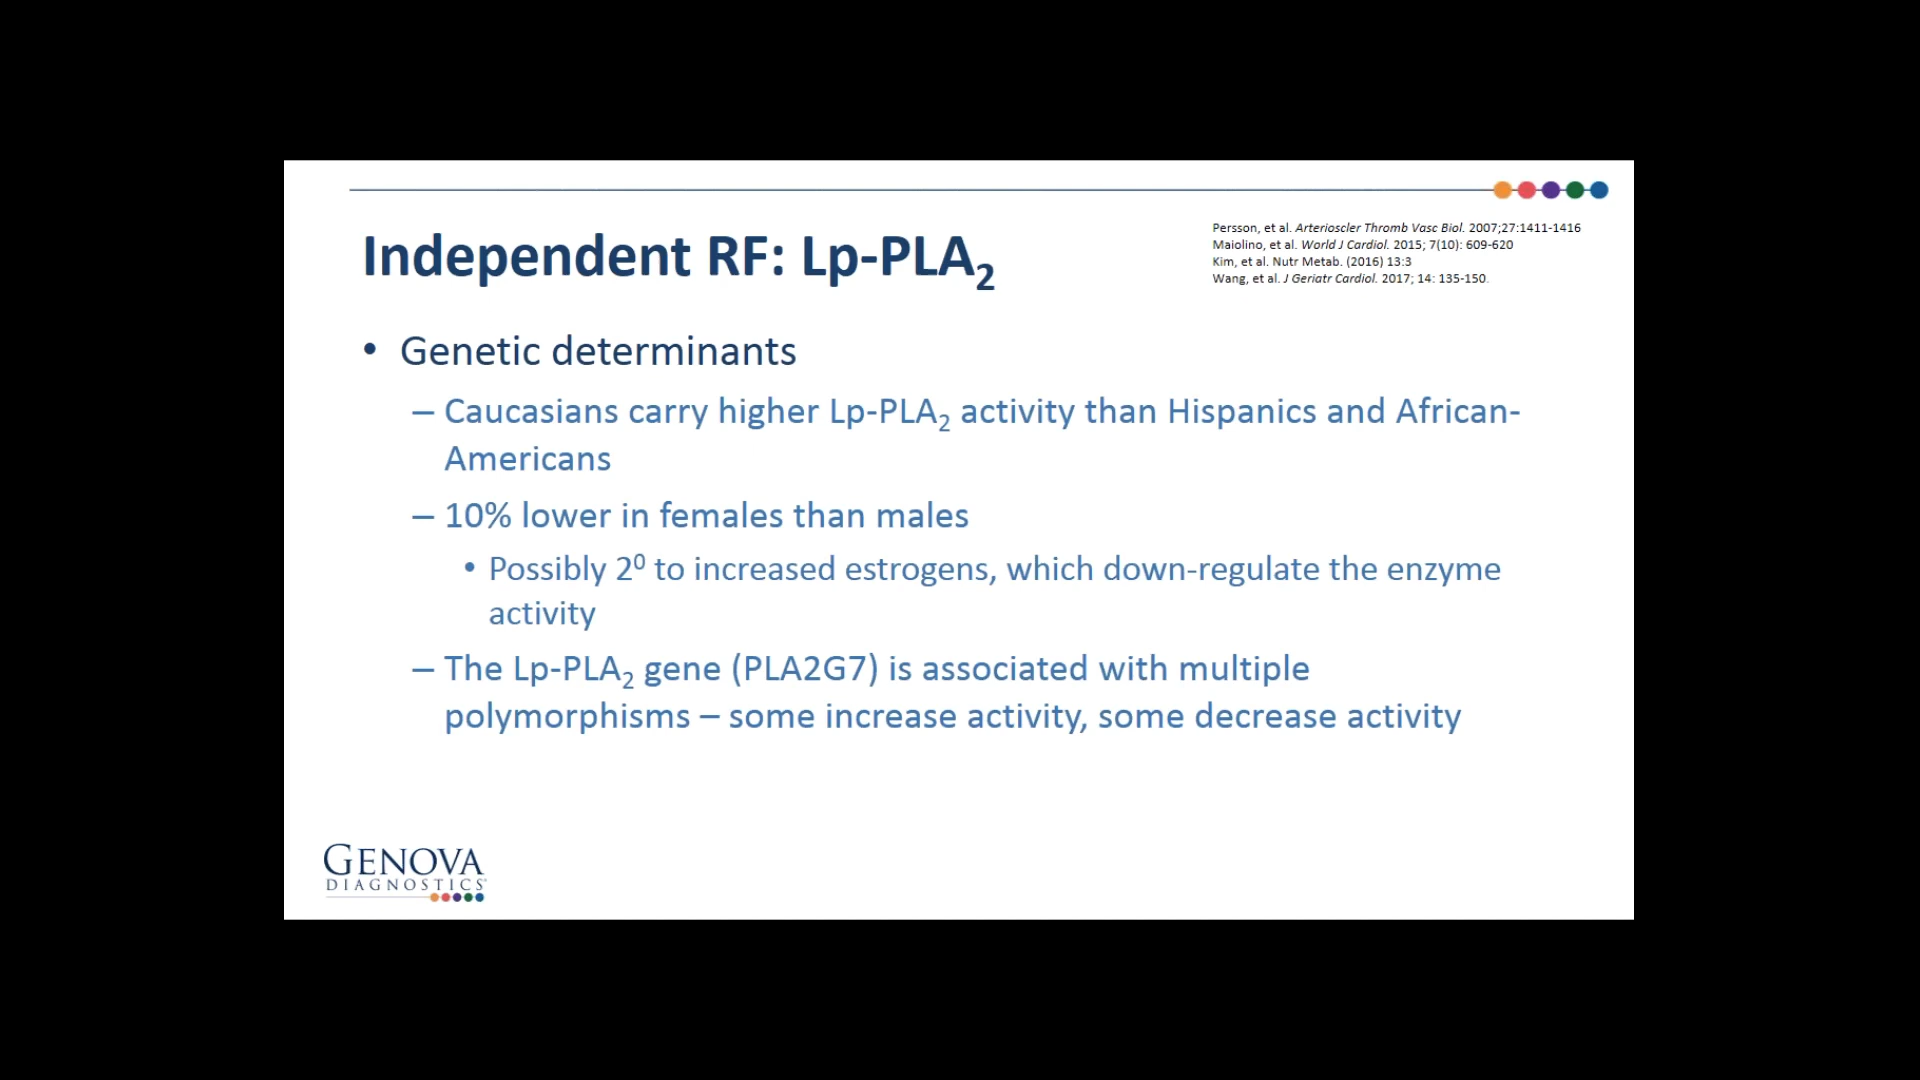 Independent RF: Lp-PLA₂
Persson, et al. Arterioscler Thromb Vasc Biol. 2007;27:1411-1416
Maiolino, et al. World J Cardiol. 2015; 7(10): 609-620
Kim, et al. Nutr Metab. (2016) 13:3
Wang, et al. J Geriatr Cardiol. 2017; 14: 135-150.
• Genetic determinants
– Caucasians carry higher Lp-PLA₂ activity than Hispanics and African-
Americans
– 10% lower in females than males
• Possibly 2⁰ to increased estrogens, which down-regulate the enzyme
activity
– The Lp-PLA₂ gene (PLA2G7) is associated with multiple
polymorphisms – some increase activity, some decrease activity
GENOVA
DIAGNOSTICS